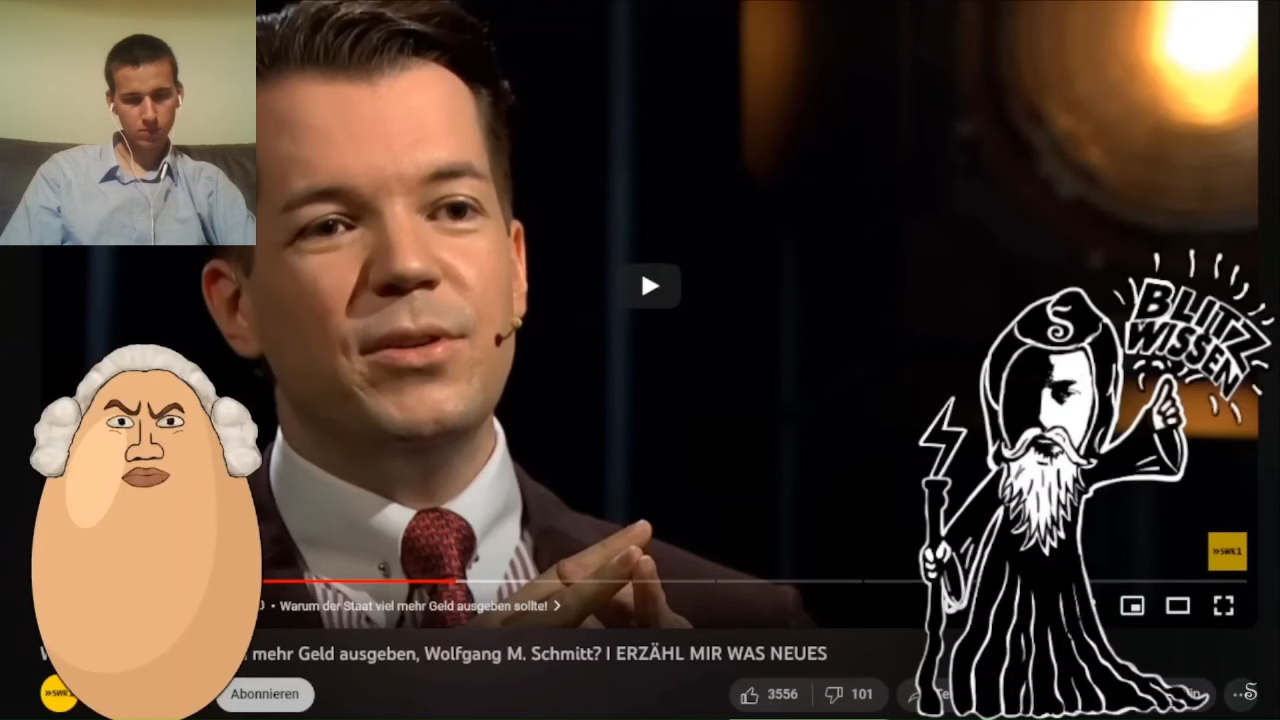 S
BLITZ
WISSEN
»SWR1
• Warum der Staat viel mehr Geld ausgeben sollte! >
mehr Geld ausgeben, Wolfgang M. Schmitt? I ERZÄHL MIR WAS NEUES
»SWR1
Abonnieren
3556
101
S